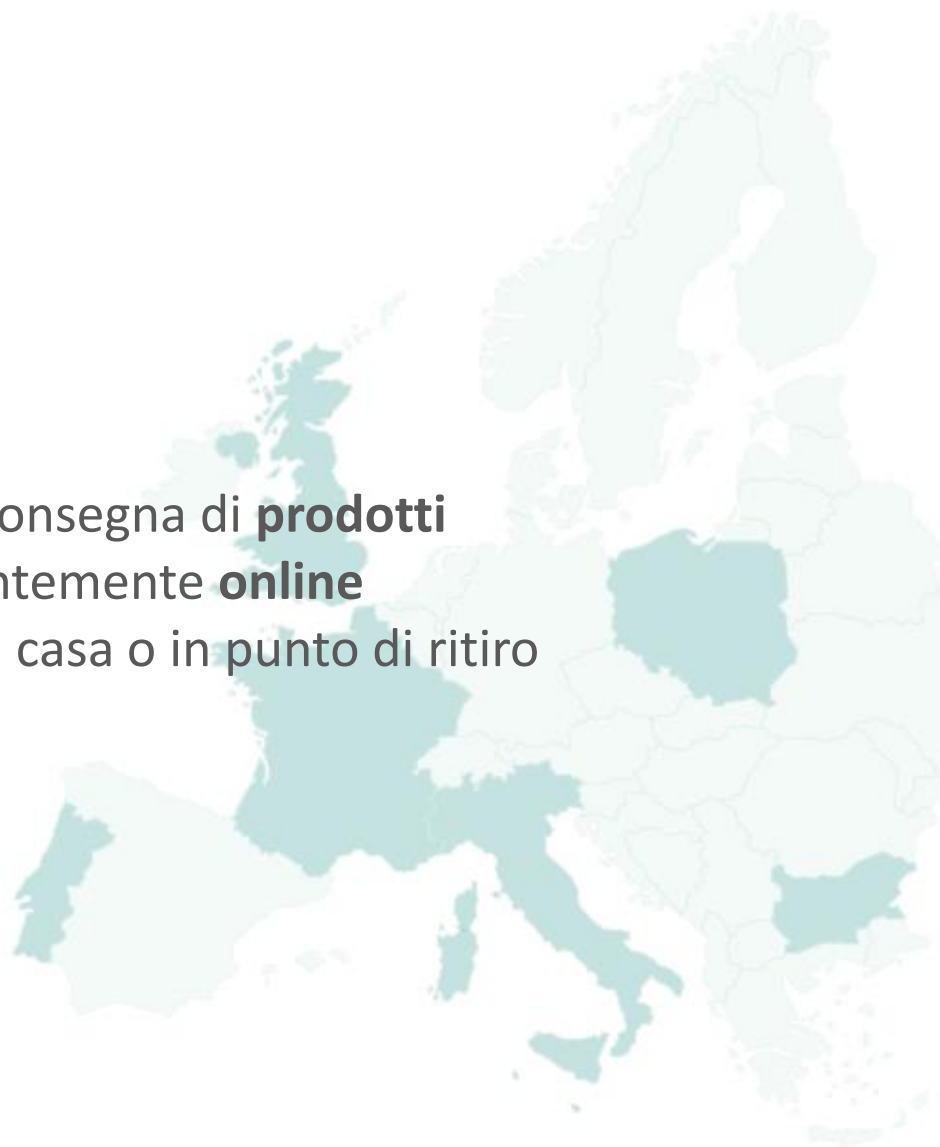 onsegna di prodotti
ntemente online
casa o in punto di ritiro